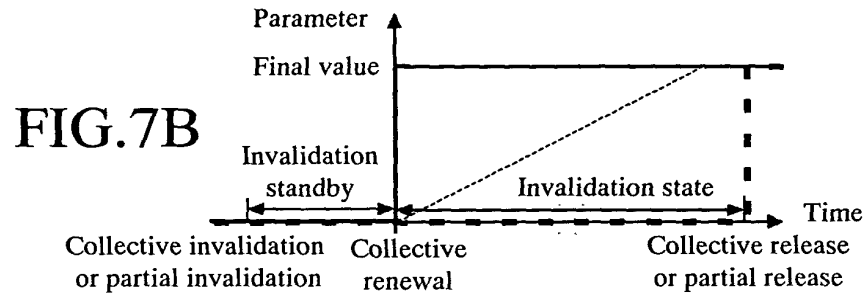 Parameter
Final value
FIG.7B
Invalidation
standby
Invalidation state
Time
Collective invalidation
or partial invalidation
Collective
renewal
Collective release
or partial release